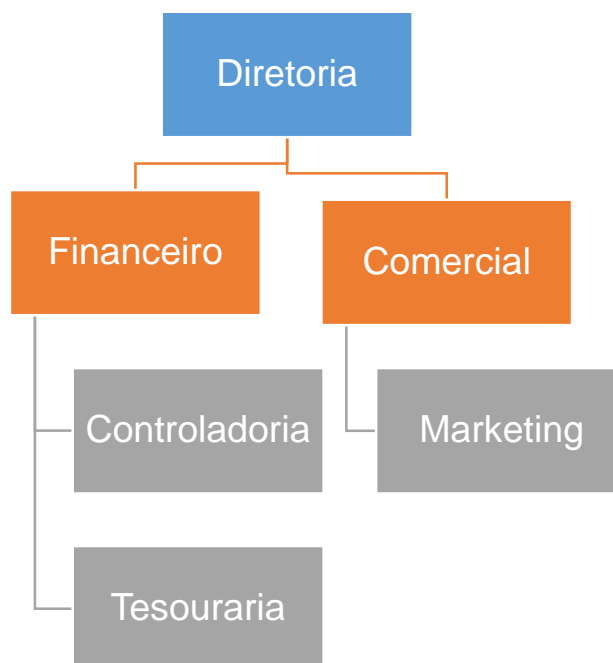 Diretoria
Financeiro
Comercial
Controladoria
Marketing
Tesouraria